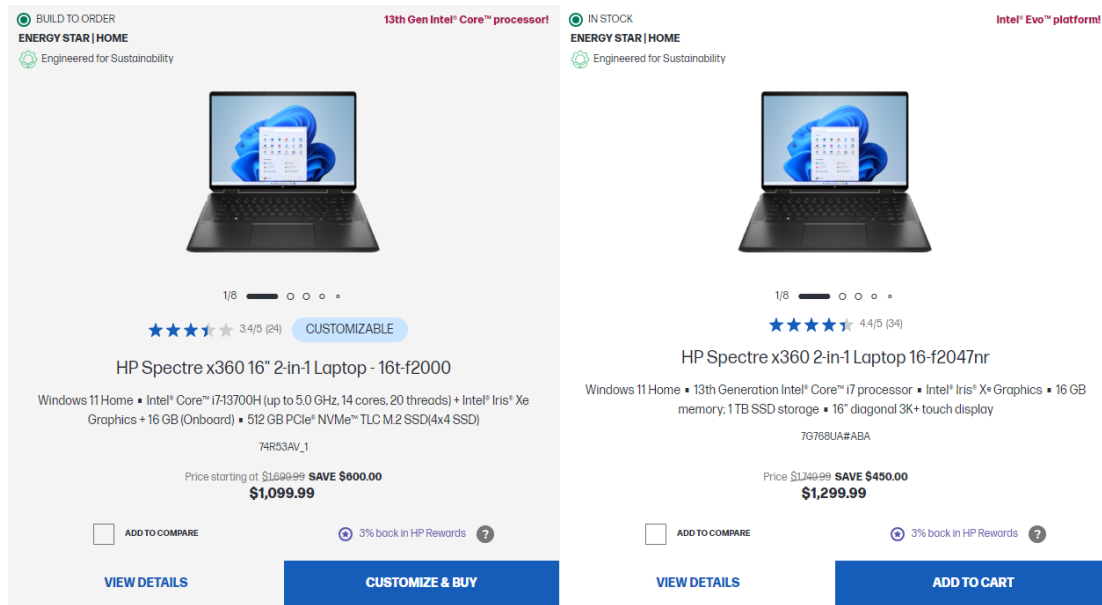 BUILD TO ORDER
13th Gen Intel® Core™ processor!
ENERGY STAR | HOME
Engineered for Sustainability
1/8
3.4/5 (24)
CUSTOMIZABLE
HP Spectre x360 16" 2-in-1 Laptop - 16t-f2000
Windows 11 Home ▪ Intel® Core™ i7-13700H (up to 5.0 GHz, 14 cores, 20 threads) + Intel® Iris® Xe
Graphics + 16 GB (Onboard) ▪ 512 GB PCIe® NVMe™ TLC M.2 SSD(4x4 SSD)
74R53AV_1
Price starting at $1,699.99 SAVE $600.00
$1,099.99
ADD TO COMPARE
3% back in HP Rewards ?
VIEW DETAILS
CUSTOMIZE & BUY
IN STOCK
Intel® Evo™ platform!
ENERGY STAR | HOME
Engineered for Sustainability
1/8
4.4/5 (34)
HP Spectre x360 2-in-1 Laptop 16-f2047nr
Windows 11 Home ▪ 13th Generation Intel® Core™ i7 processor ▪ Intel® Iris® Xᵉ Graphics ▪ 16 GB
memory; 1 TB SSD storage ▪ 16" diagonal 3K+ touch display
7G768UA#ABA
Price $1,749.99 SAVE $450.00
$1,299.99
ADD TO COMPARE
3% back in HP Rewards ?
VIEW DETAILS
ADD TO CART